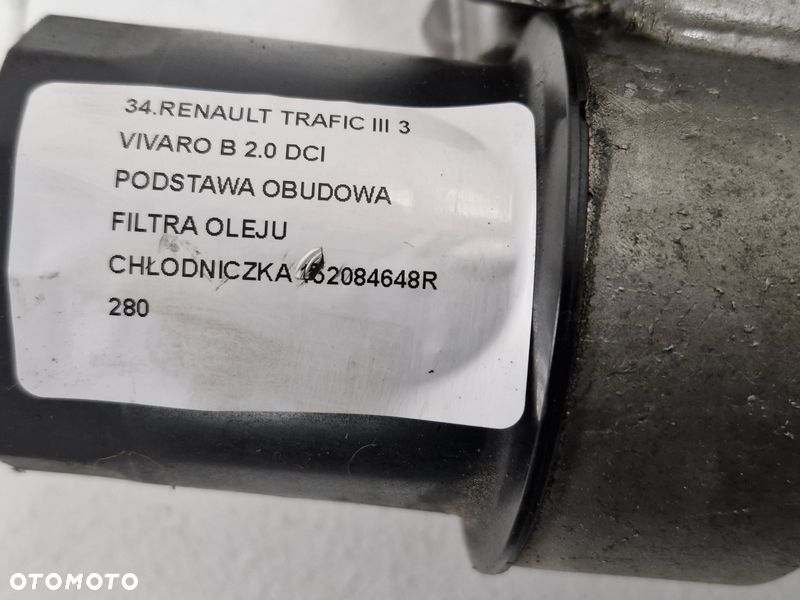 34.RENAULT TRAFIC III 3
VIVARO B 2.0 DCI
PODSTAWA OBUDOWA
FILTRA OLEJU
CHŁODNICZKA 152084648R
280
OTOMOTO